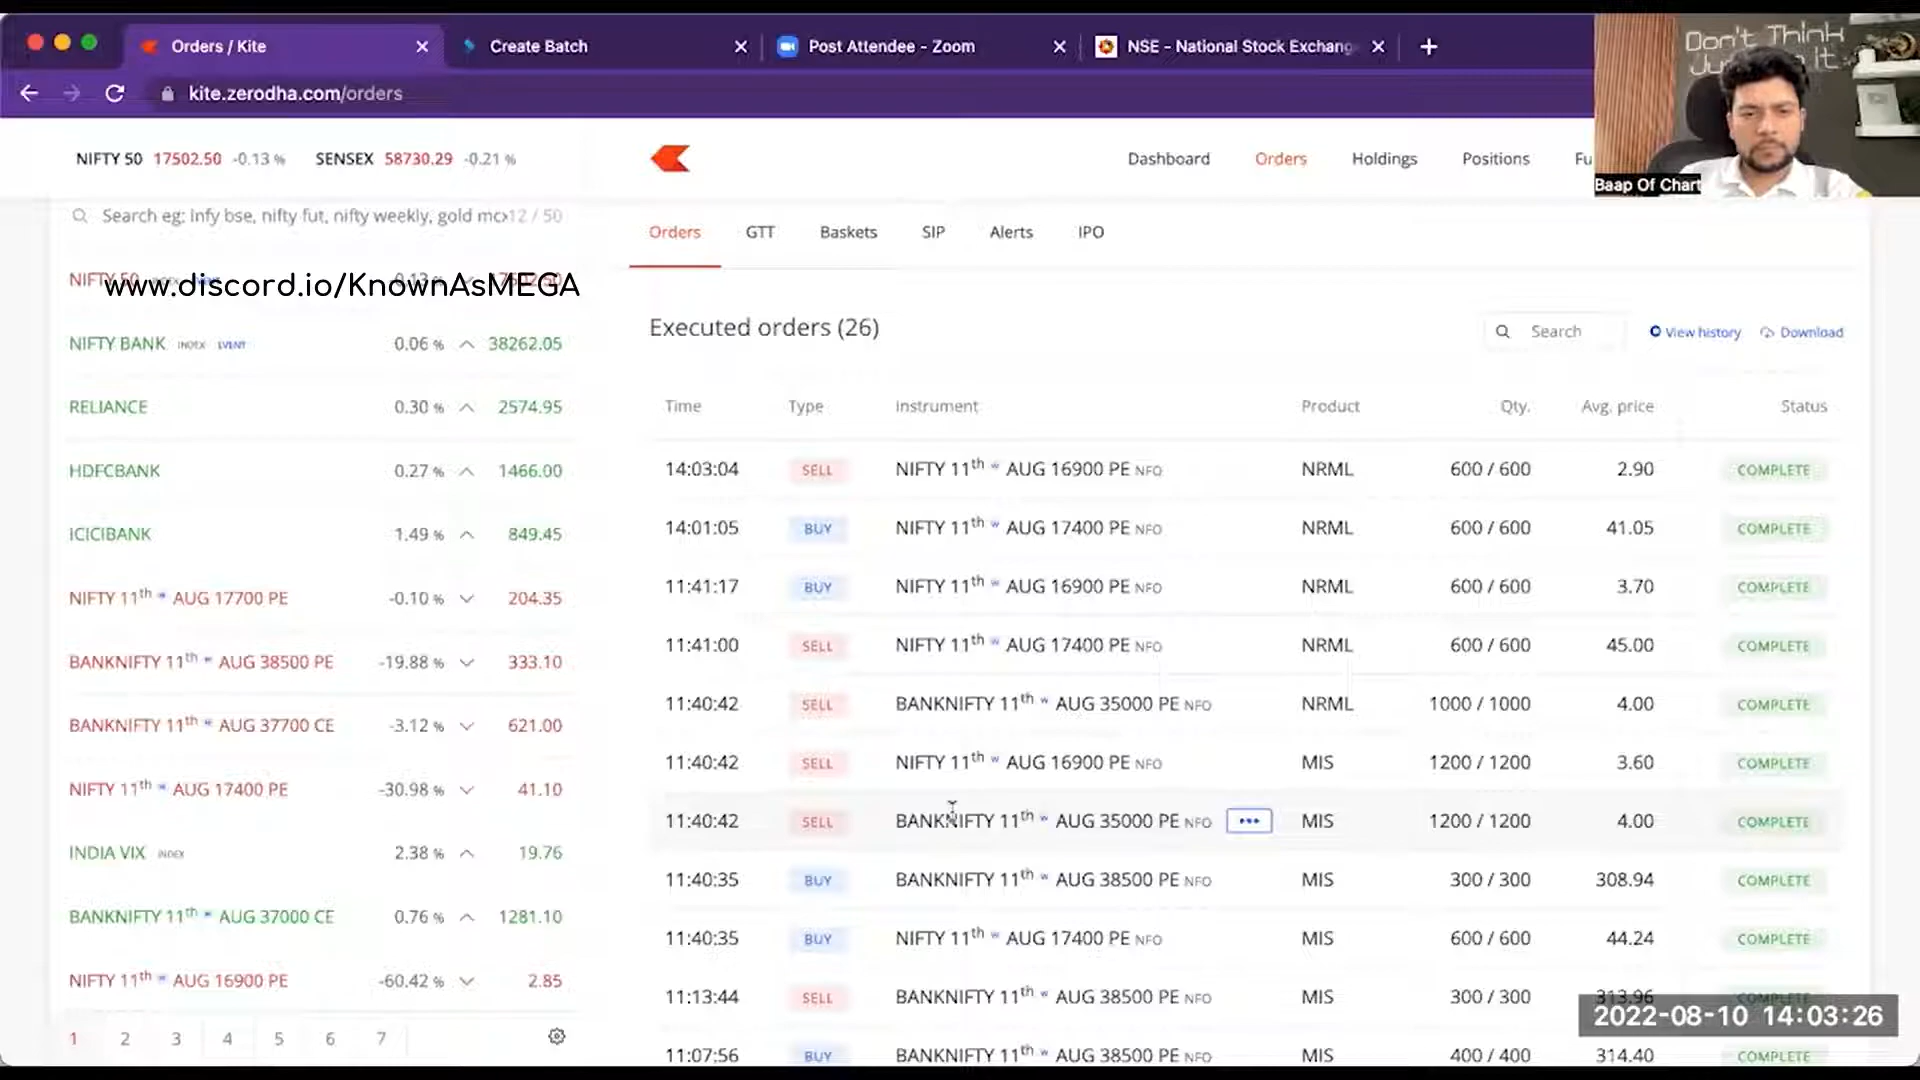 Orders / Kite
Create Batch
Post Attendee - Zoom
NSE - National Stock Exchang
Don't Think
kite.zerodha.com/orders
Baap Of Chart
NIFTY 50 17502.50 -0.13 % SENSEX 58730.29 -0.21 %
Dashboard Orders Holdings Positions Fu
Search eg: infy bse, nifty fut, nifty weekly, gold mcx 12 / 50
Orders GTT Baskets SIP Alerts IPO
NIFTY 50 0.13 % 17502.50
www.discord.io/KnownAsMEGA
Executed orders (26) Search View history Download
NIFTY BANK INDEX EVENT 0.06 % 38262.05
RELIANCE 0.30 % 2574.95
HDFCBANK 0.27 % 1466.00
ICICIBANK 1.49 % 849.45
NIFTY 11th w AUG 17700 PE -0.10 % 204.35
BANKNIFTY 11th w AUG 38500 PE -19.88 % 333.10
BANKNIFTY 11th w AUG 37700 CE -3.12 % 621.00
NIFTY 11th w AUG 17400 PE -30.98 % 41.10
INDIA VIX INDEX 2.38 % 19.76
BANKNIFTY 11th w AUG 37000 CE 0.76 % 1281.10
NIFTY 11th w AUG 16900 PE -60.42 % 2.85
1 2 3 4 5 6 7
Time Type Instrument Product Qty. Avg. price Status
14:03:04 SELL NIFTY 11th w AUG 16900 PE NFO NRML 600 / 600 2.90 COMPLETE
14:01:05 BUY NIFTY 11th w AUG 17400 PE NFO NRML 600 / 600 41.05 COMPLETE
11:41:17 BUY NIFTY 11th w AUG 16900 PE NFO NRML 600 / 600 3.70 COMPLETE
11:41:00 SELL NIFTY 11th w AUG 17400 PE NFO NRML 600 / 600 45.00 COMPLETE
11:40:42 SELL BANKNIFTY 11th w AUG 35000 PE NFO NRML 1000 / 1000 4.00 COMPLETE
11:40:42 SELL NIFTY 11th w AUG 16900 PE NFO MIS 1200 / 1200 3.60 COMPLETE
11:40:42 SELL BANKNIFTY 11th w AUG 35000 PE NFO MIS 1200 / 1200 4.00 COMPLETE
11:40:35 BUY BANKNIFTY 11th w AUG 38500 PE NFO MIS 300 / 300 308.94 COMPLETE
11:40:35 BUY NIFTY 11th w AUG 17400 PE NFO MIS 600 / 600 44.24 COMPLETE
11:13:44 SELL BANKNIFTY 11th w AUG 38500 PE NFO MIS 300 / 300 313.96 COMPLETE
2022-08-10 14:03:26
11:07:56 BUY BANKNIFTY 11th w AUG 38500 PE NFO MIS 400 / 400 314.40 COMPLETE